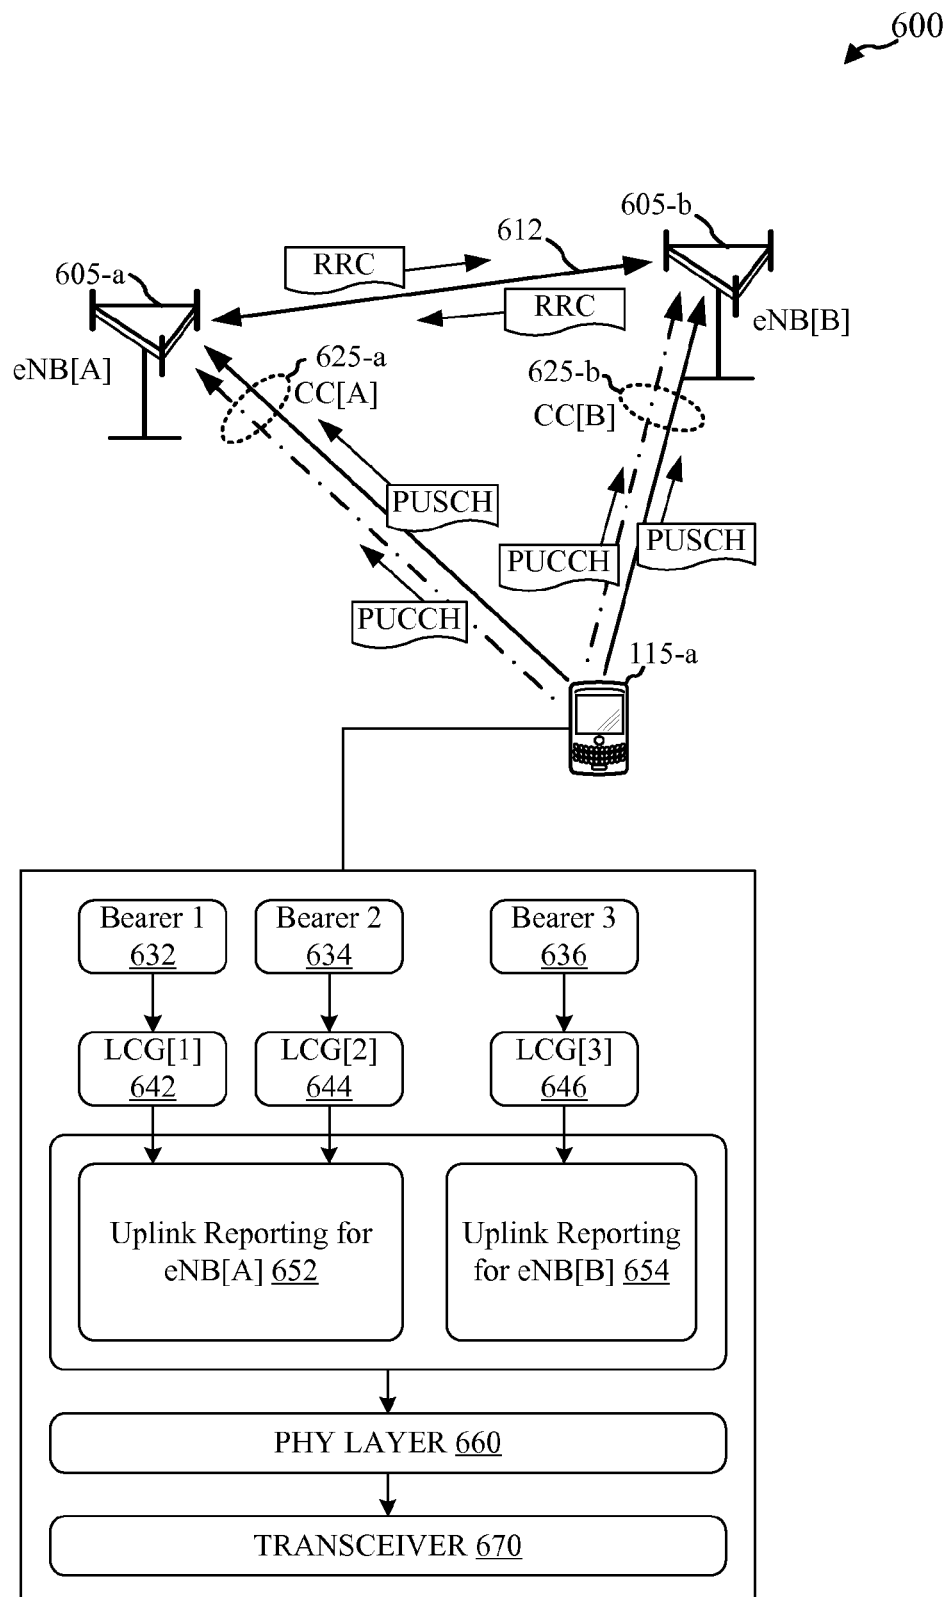 600
605-b
612
RRC
605-a
RRC
eNB[B]
eNB[A]
625-a
CC[A]
625-b
CC[B]
PUSCH
PUSCH
PUCCH
PUCCH
115-a
Bearer 1
632
Bearer 2
634
Bearer 3
636
LCG[1]
642
LCG[2]
644
LCG[3]
646
Uplink Reporting for
eNB[A] 652
Uplink Reporting
for eNB[B] 654
PHY LAYER 660
TRANSCEIVER 670